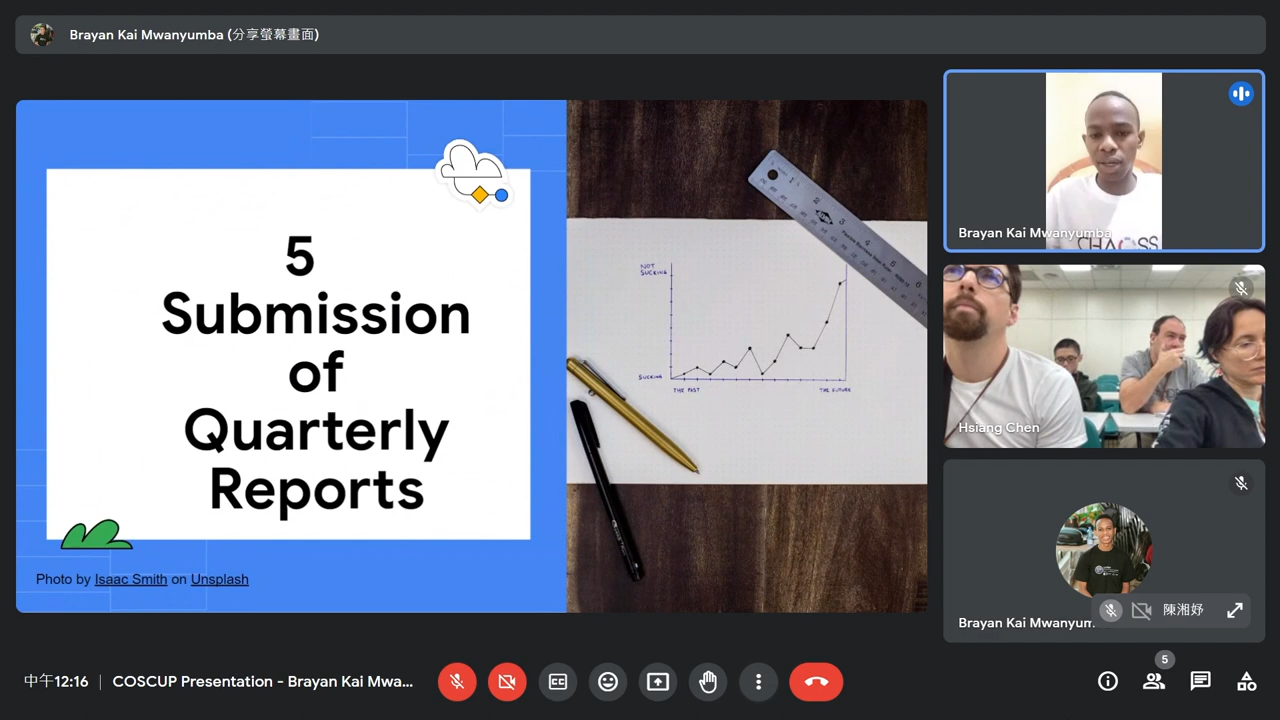 Brayan Kai Mwanyumba (分享螢幕畫面)
5
Submission
of
Quarterly
Reports
Photo by Isaac Smith on Unsplash
NOT
SUCKING
SUCKING
THE PAST
THE FUTURE
Brayan Kai Mwanyumba
CHAOSS
Hsiang Chen
Brayan Kai Mwanyum
陳湘妤
中午12:16
COSCUP Presentation - Brayan Kai Mwa...
5